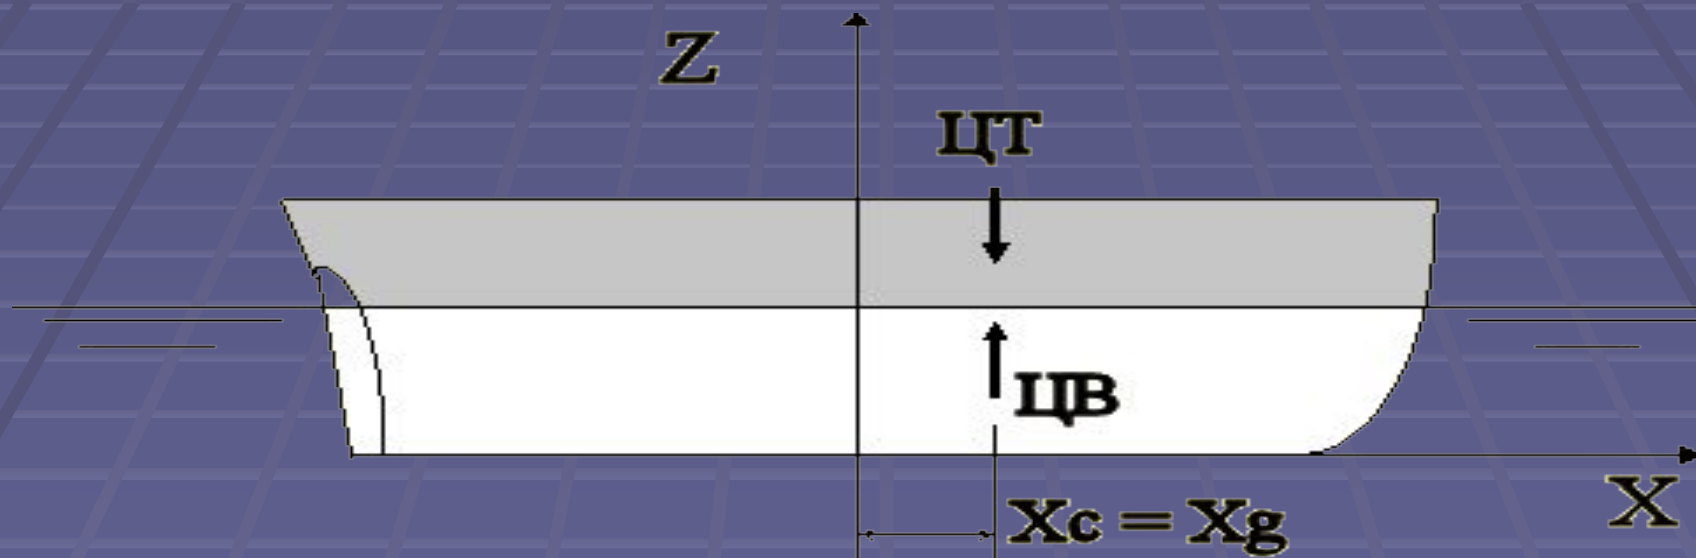 Z
ЦТ
ЦВ
X
Xc = Xg